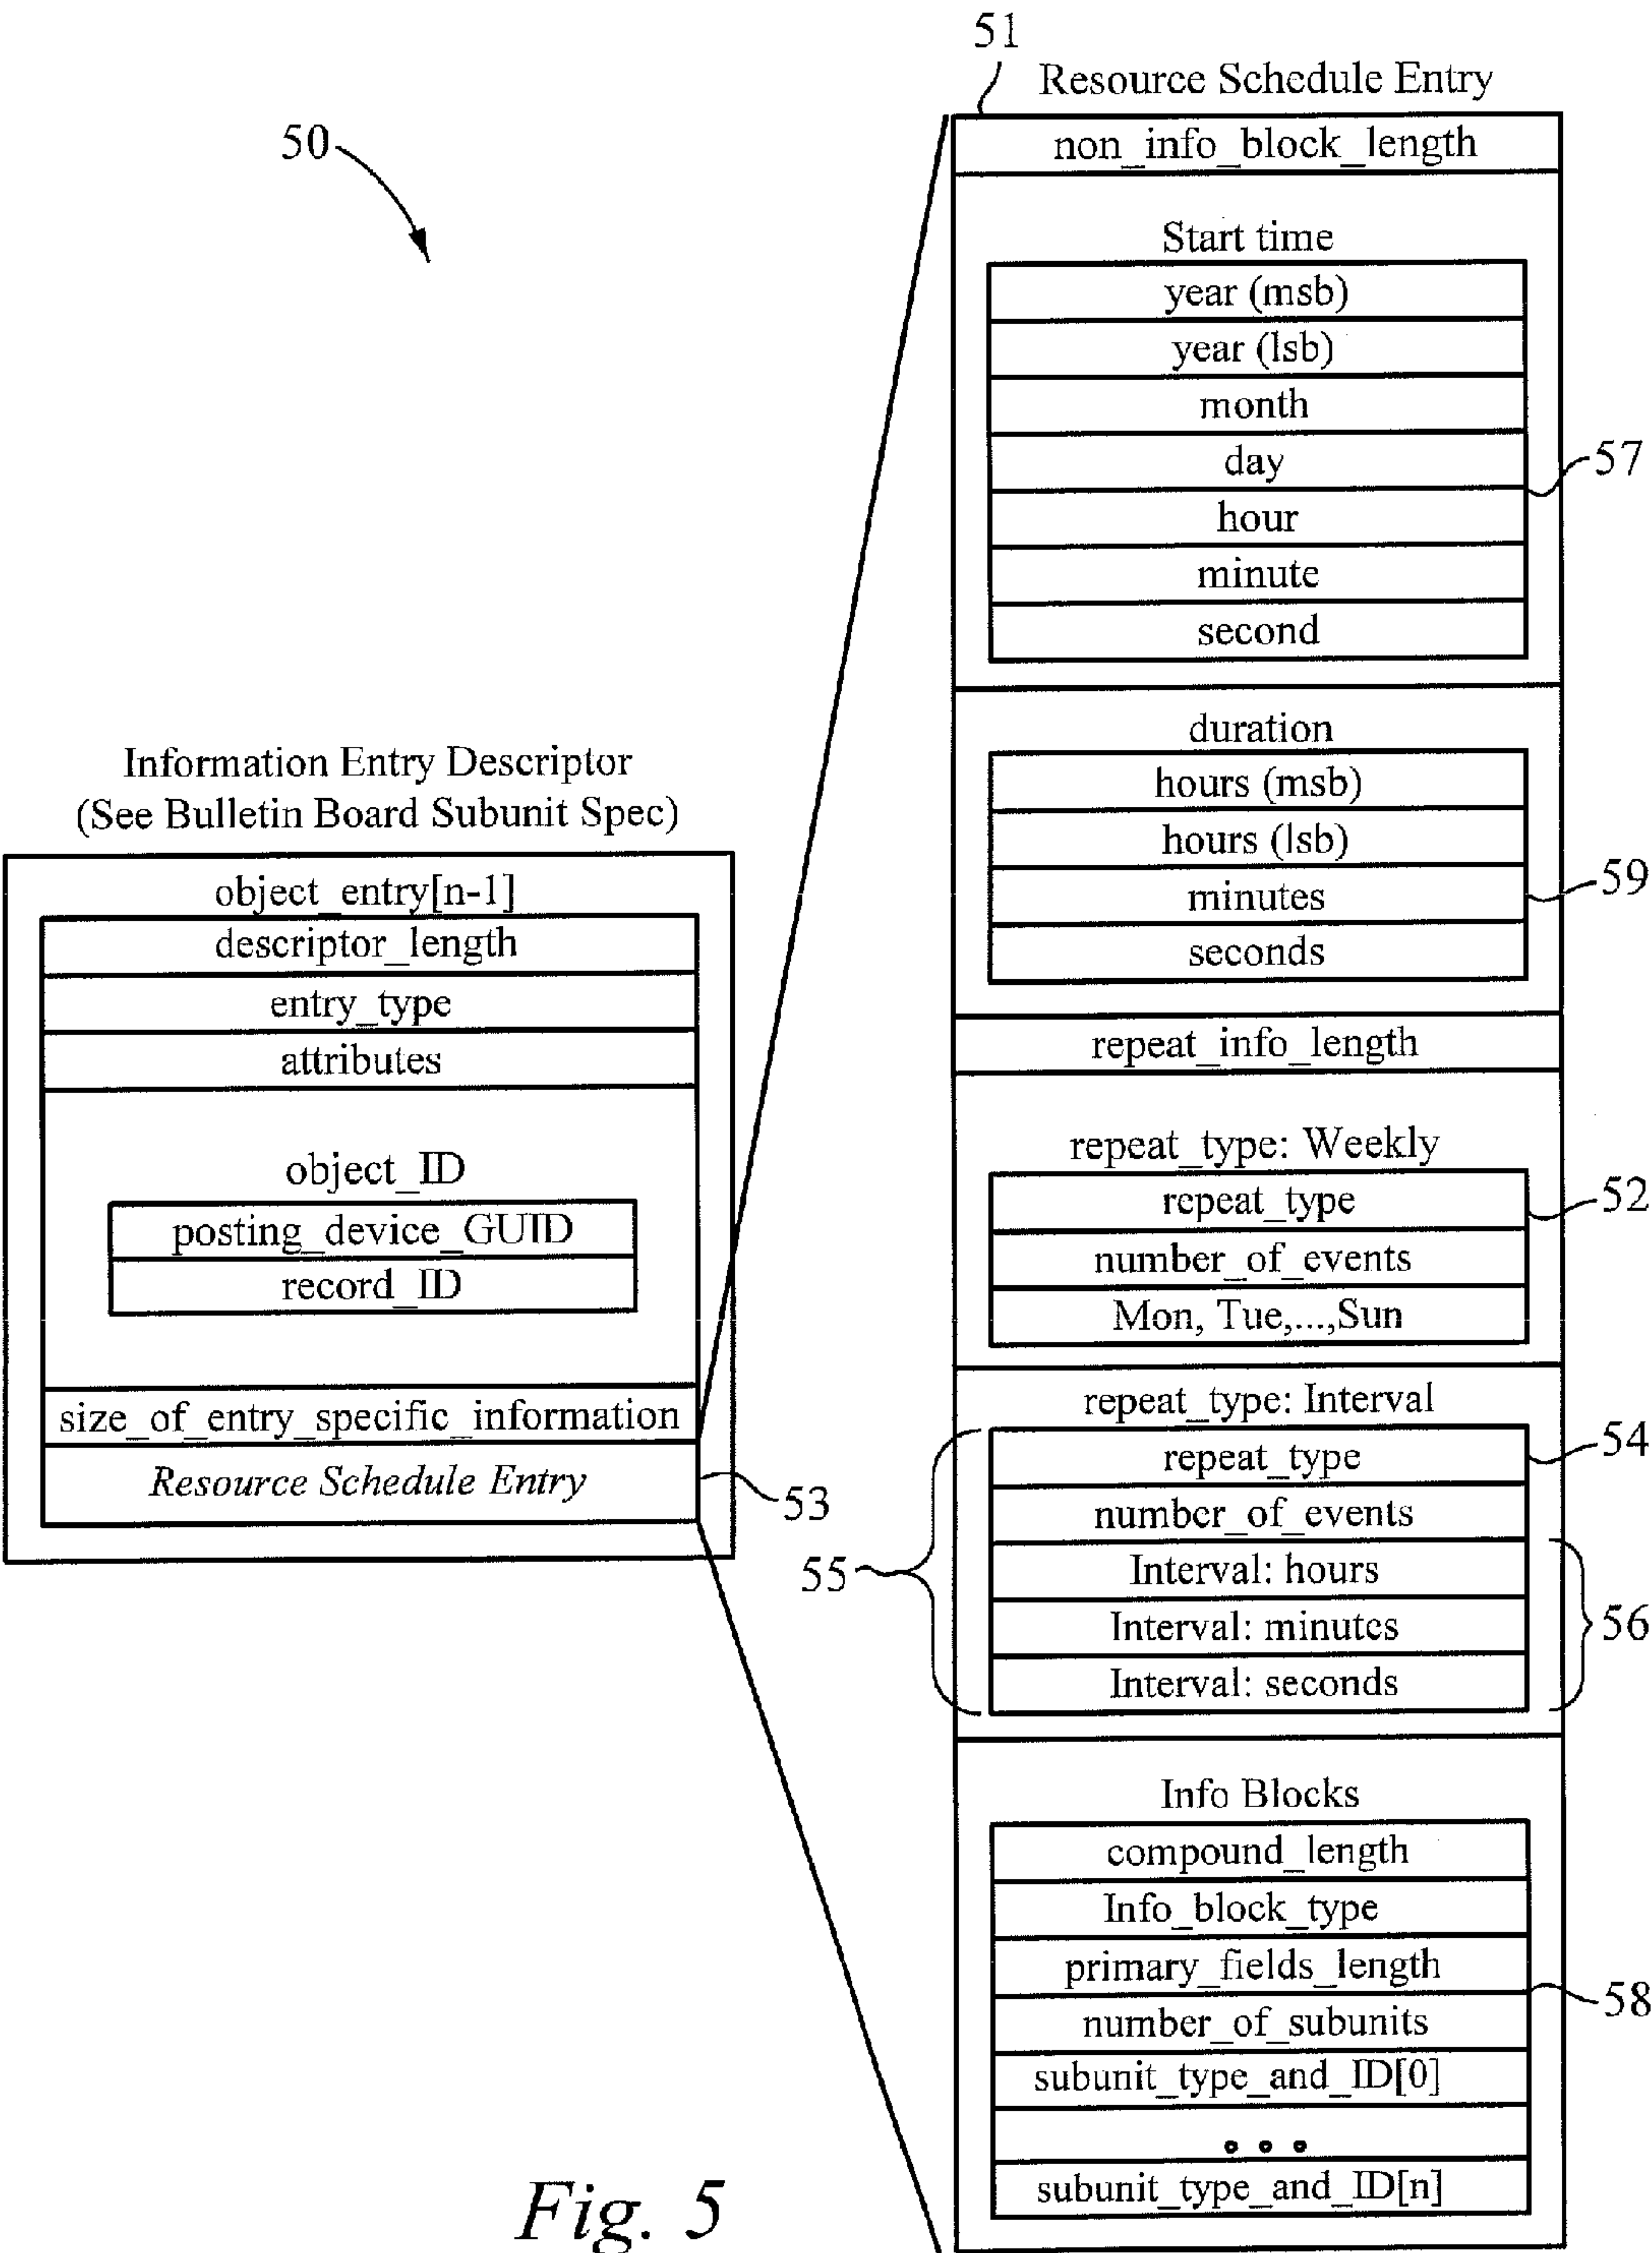 50
Information Entry Descriptor
(See Bulletin Board Subunit Spec)
object_entry[n-1]
descriptor_length
entry_type
attributes
object_ID
posting_device_GUID
record_ID
size_of_entry_specific_information
Resource Schedule Entry
53
51
Resource Schedule Entry
non_info_block_length
Start time
year (msb)
year (lsb)
month
day
hour
minute
second
57
duration
hours (msb)
hours (lsb)
minutes
seconds
59
repeat_info_length
repeat_type: Weekly
repeat_type
52
number_of_events
Mon, Tue,...,Sun
repeat_type: Interval
repeat_type
54
number_of_events
55
Interval: hours
Interval: minutes
56
Interval: seconds
Info Blocks
compound_length
Info_block_type
primary_fields_length
58
number_of_subunits
subunit_type_and_ID[0]
• • •
subunit_type_and_ID[n]
Fig. 5